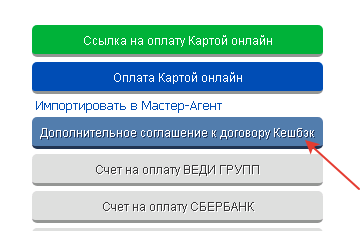 Ссылка на оплату Картой онлайн
Оплата Картой онлайн
Импортировать в Мастер-Агент
Дополнительное соглашение к договору Кешбэк
Счет на оплату ВЕДИ ГРУПП
Счет на оплату СБЕРБАНК